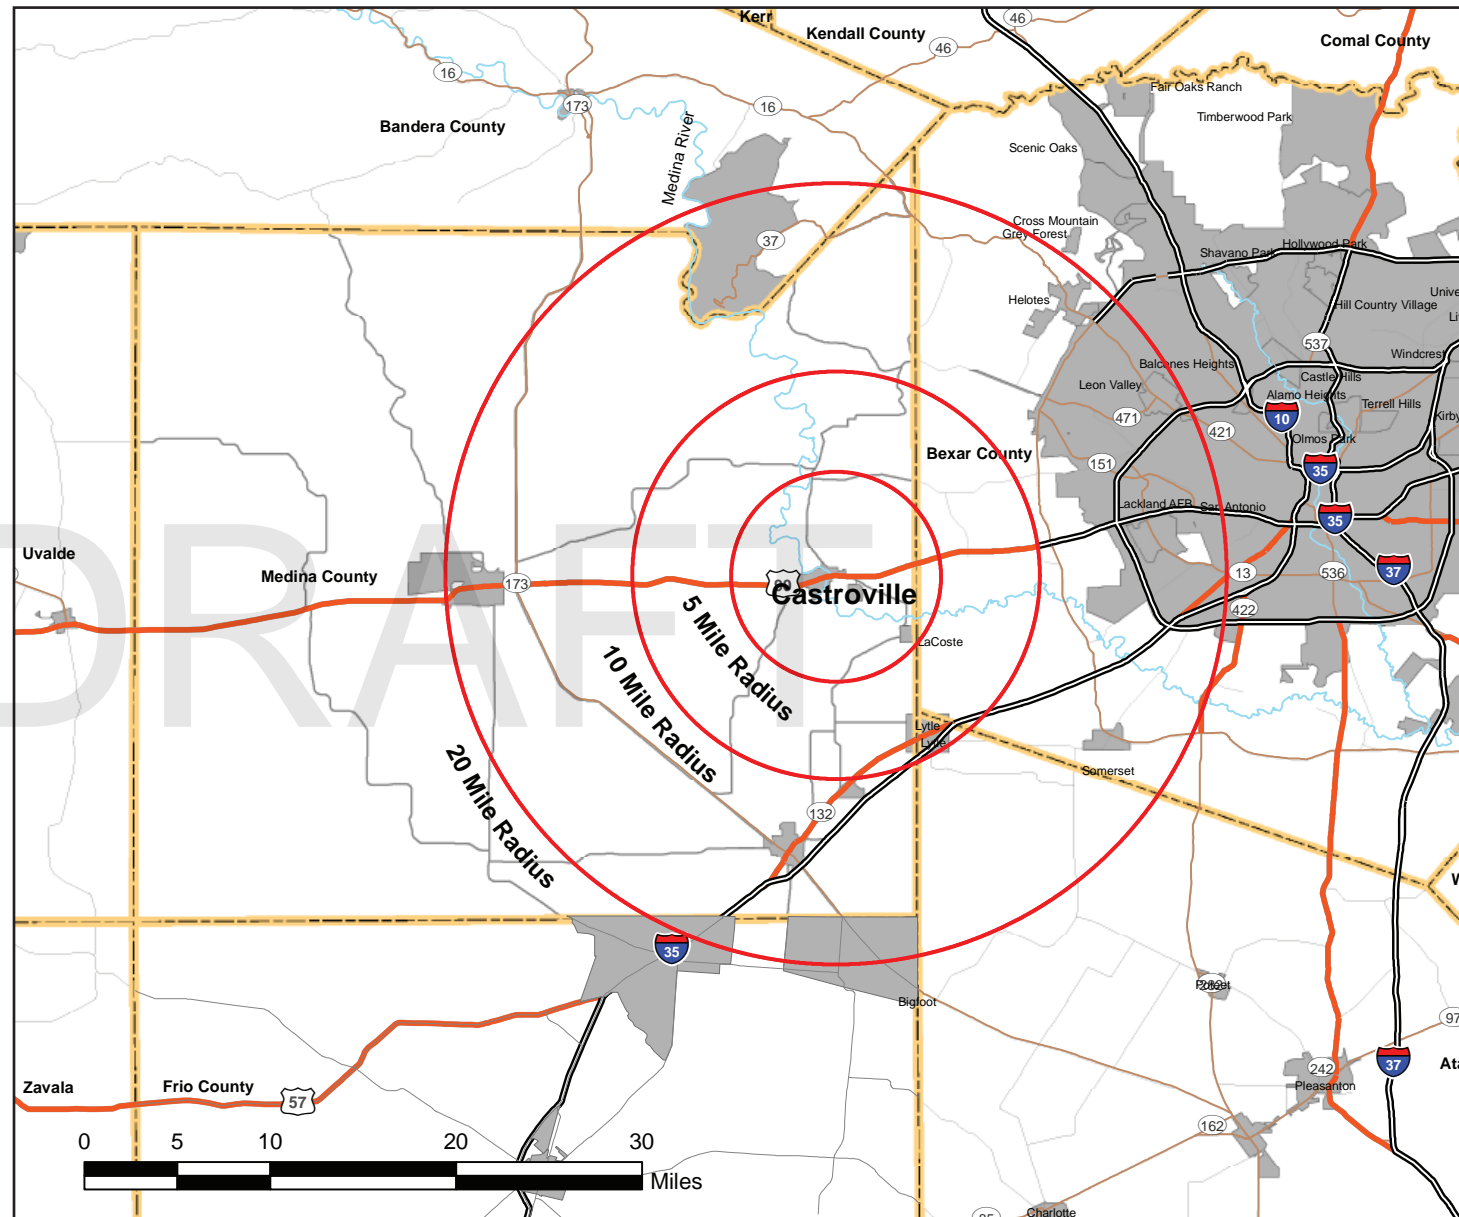 Kerr
46
Kendall County
46
Comal County
16
173
16
Fair Oaks Ranch
Timberwood Park
Bandera County
Medina River
Scenic Oaks
Cross Mountain
Grey Forest
37
Shavano Park
Hollywood Park
Helotes
Hill Country Village
537
Windcrest
Balcones Heights
Castle Hills
Leon Valley
Alamo Heights
Terrell Hills
471
10
421
Kirby
Olmos Park
Bexar County
151
35
Lackland AFB
San Antonio
35
DRAFT
Uvalde
Medina County
173
90
Castroville
13
536
37
422
LaCoste
5 Mile Radius
10 Mile Radius
20 Mile Radius
Lytle
Lytle
Somerset
132
35
Bigfoot
Poteet
97
Zavala
Frio County
57
242
37
Pleasanton
162
0 5 10 20 30
Miles
Charlotte